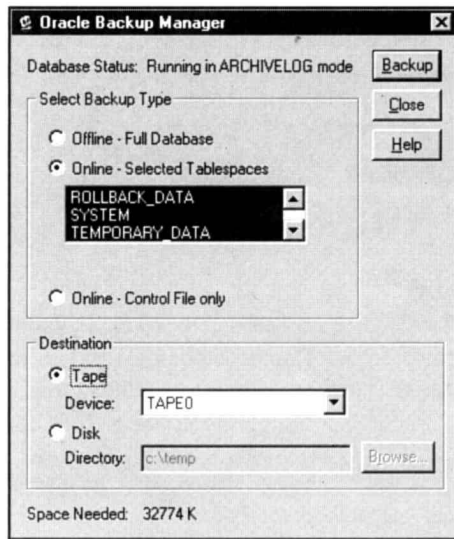 Oracle Backup Manager
Database Status: Running in ARCHIVELOG mode
Backup
Close
Help
Select Backup Type
Offline - Full Database
Online - Selected Tablespaces
ROLLBACK_DATA
SYSTEM
TEMPORARY_DATA
Online - Control File only
Destination
Tape
Device: TAPE0
Disk
Directory: c:\temp
Browse...
Space Needed: 32774 K